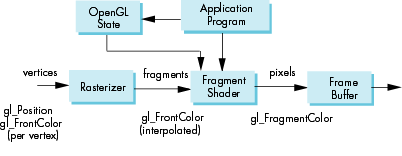 OpenGL
State
Application
Program
vertices
Rasterizer
fragments
Fragment
Shader
pixels
Frame
Buffer
gl_Position
gl_FrontColor
(per vertex)
gl_FrontColor
(interpolated)
gl_FragmentColor